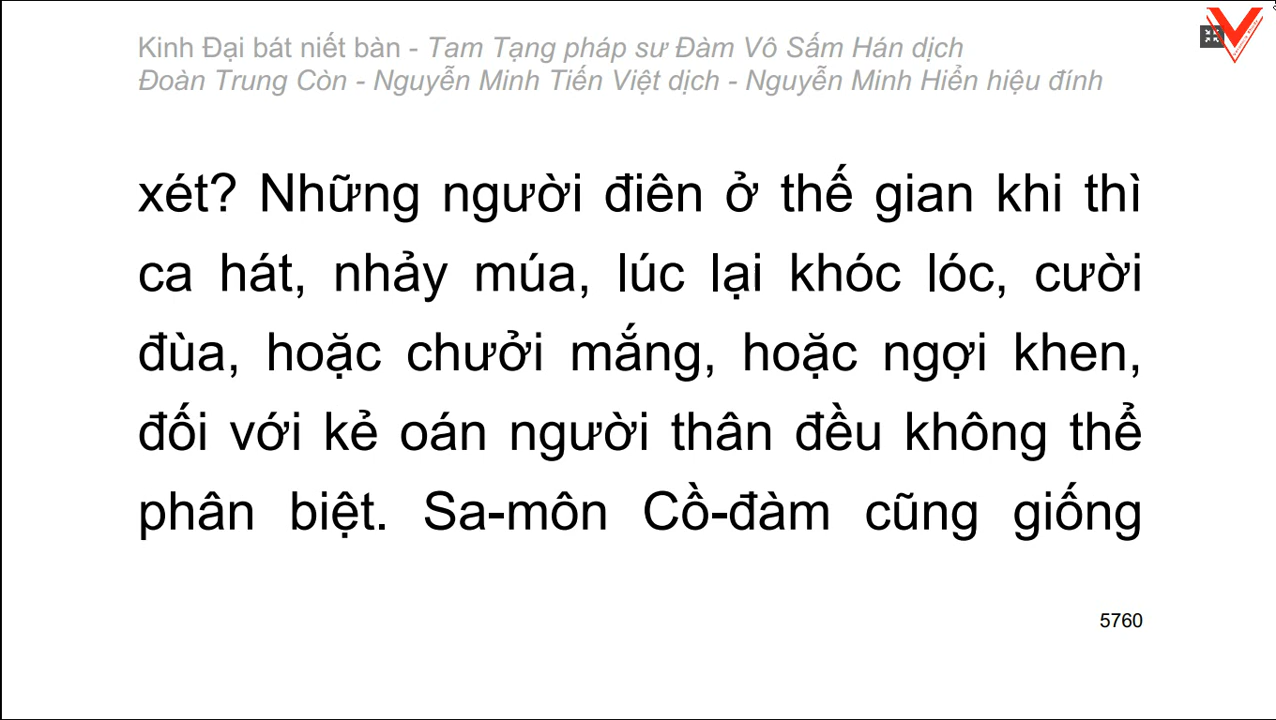 Kinh Đại bát niết bàn - Tam Tạng pháp sư Đàm Vô Sấm Hán dịch
Đoàn Trung Còn - Nguyễn Minh Tiến Việt dịch - Nguyễn Minh Hiển hiệu đính
xét? Những người điên ở thế gian khi thì
ca hát, nhảy múa, lúc lại khóc lóc, cười
đùa, hoặc chưởi mắng, hoặc ngợi khen,
đối với kẻ oán người thân đều không thể
phân biệt. Sa-môn Cồ-đàm cũng giống
5760